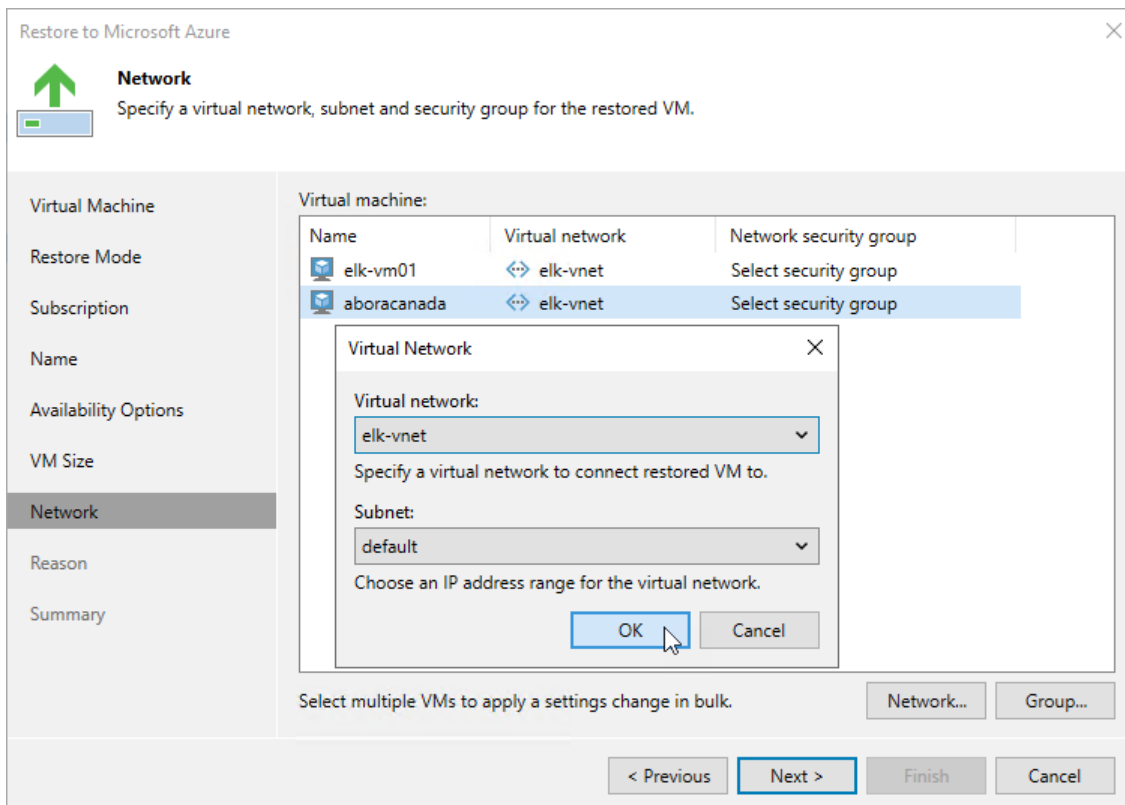 Restore to Microsoft Azure
Network
Specify a virtual network, subnet and security group for the restored VM.
Virtual Machine
Restore Mode
Subscription
Name
Availability Options
VM Size
Network
Reason
Summary
Virtual machine:
Name Virtual network Network security group
elk-vm01 elk-vnet Select security group
aboracanada elk-vnet Select security group
Virtual Network
Virtual network:
elk-vnet
Specify a virtual network to connect restored VM to.
Subnet:
default
Choose an IP address range for the virtual network.
OK Cancel
Select multiple VMs to apply a settings change in bulk. Network... Group...
< Previous Next > Finish Cancel